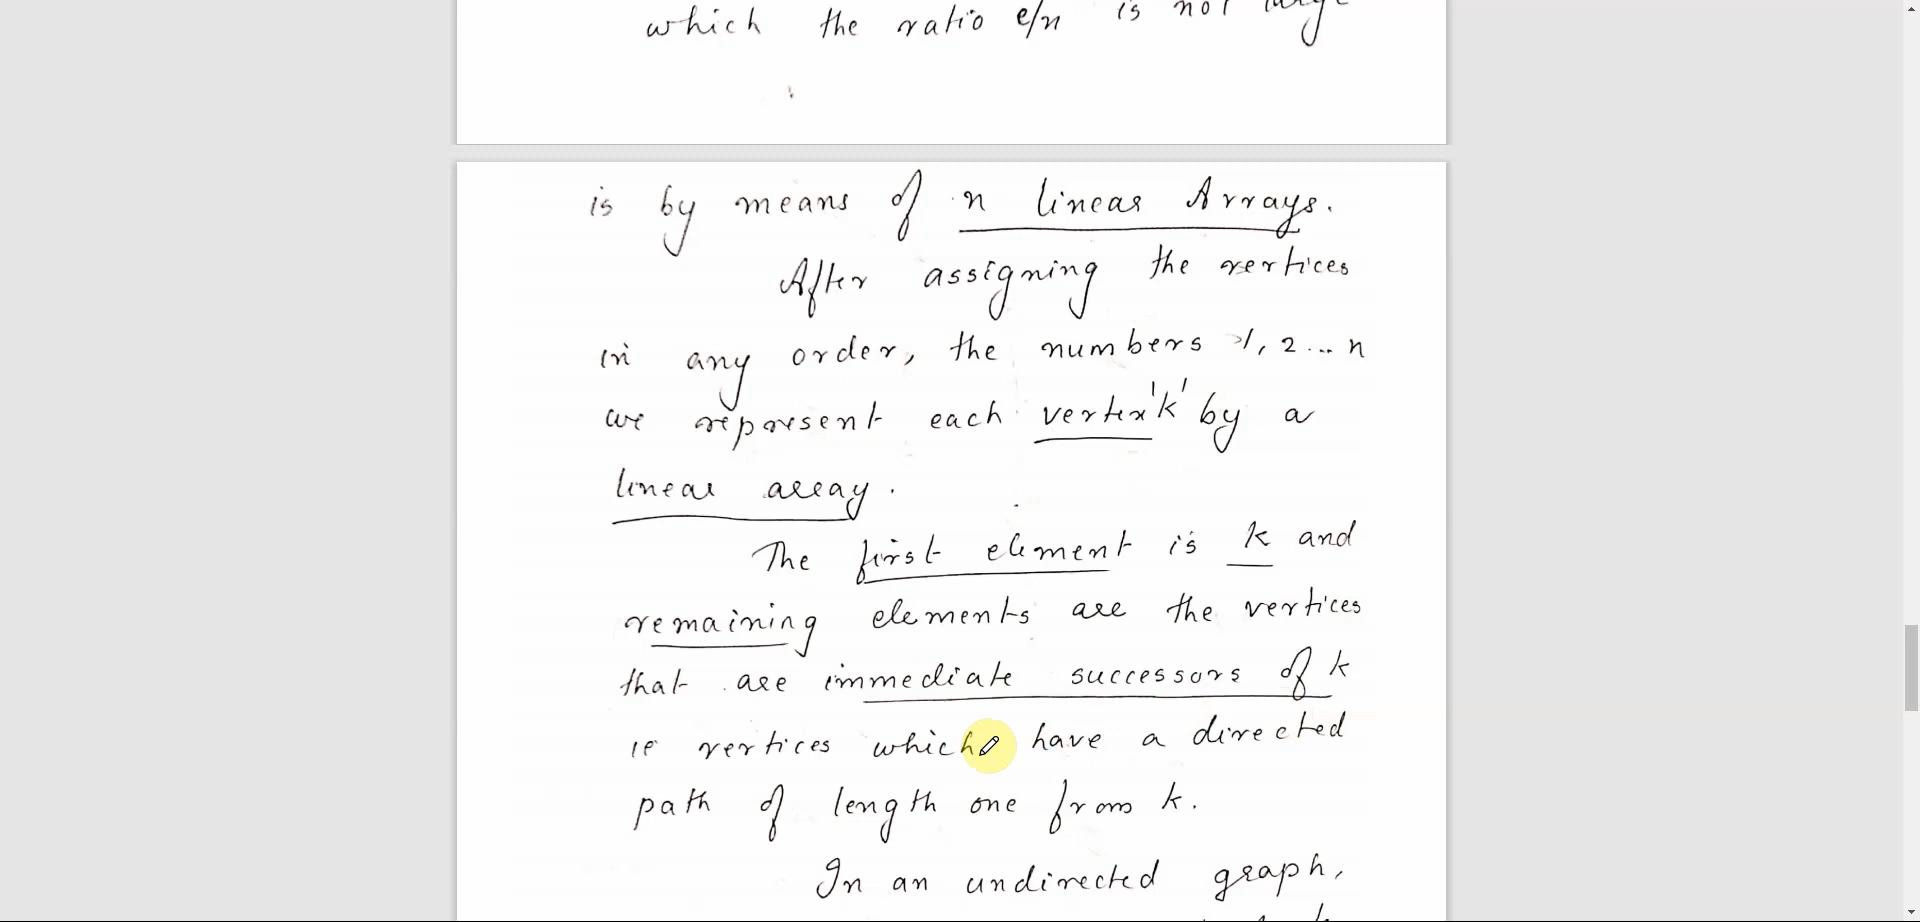 which the ratio e/n is not large
is by means of n linear Arrays.
After assigning the vertices
in any order, the numbers 1, 2 ... n
we represent each vertex 'k' by a
linear array.
The first element is k and
remaining elements are the vertices
that are immediate successors of k
ie vertices which have a directed
path of length one from k.
In an undirected graph,